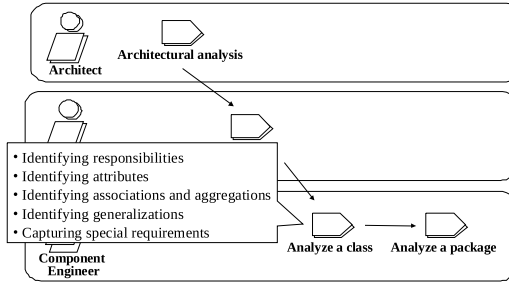 Architectural analysis
Architect
• Identifying responsibilities
• Identifying attributes
• Identifying associations and aggregations
• Identifying generalizations
• Capturing special requirements
Analyze a class
Analyze a package
Component
Engineer